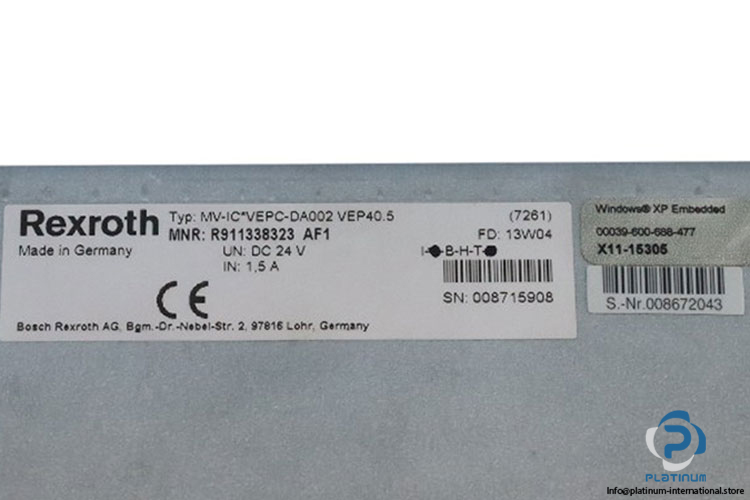 Rexroth
Made in Germany
Typ: MV-IC*VEPC-DA002 VEP40.5
MNR: R911338323 AF1
UN: DC 24 V
IN: 1,5 A
(7261)
FD: 13W04
B-H-T
SN: 008715908
CE
Bosch Rexroth AG, Bgm.-Dr.-Nebel-Str. 2, 97816 Lohr, Germany
Windows® XP Embedded
00039-600-688-477
X11-15305
S.-Nr.008672043
P
PLATINUM
Info@platinum-international.store